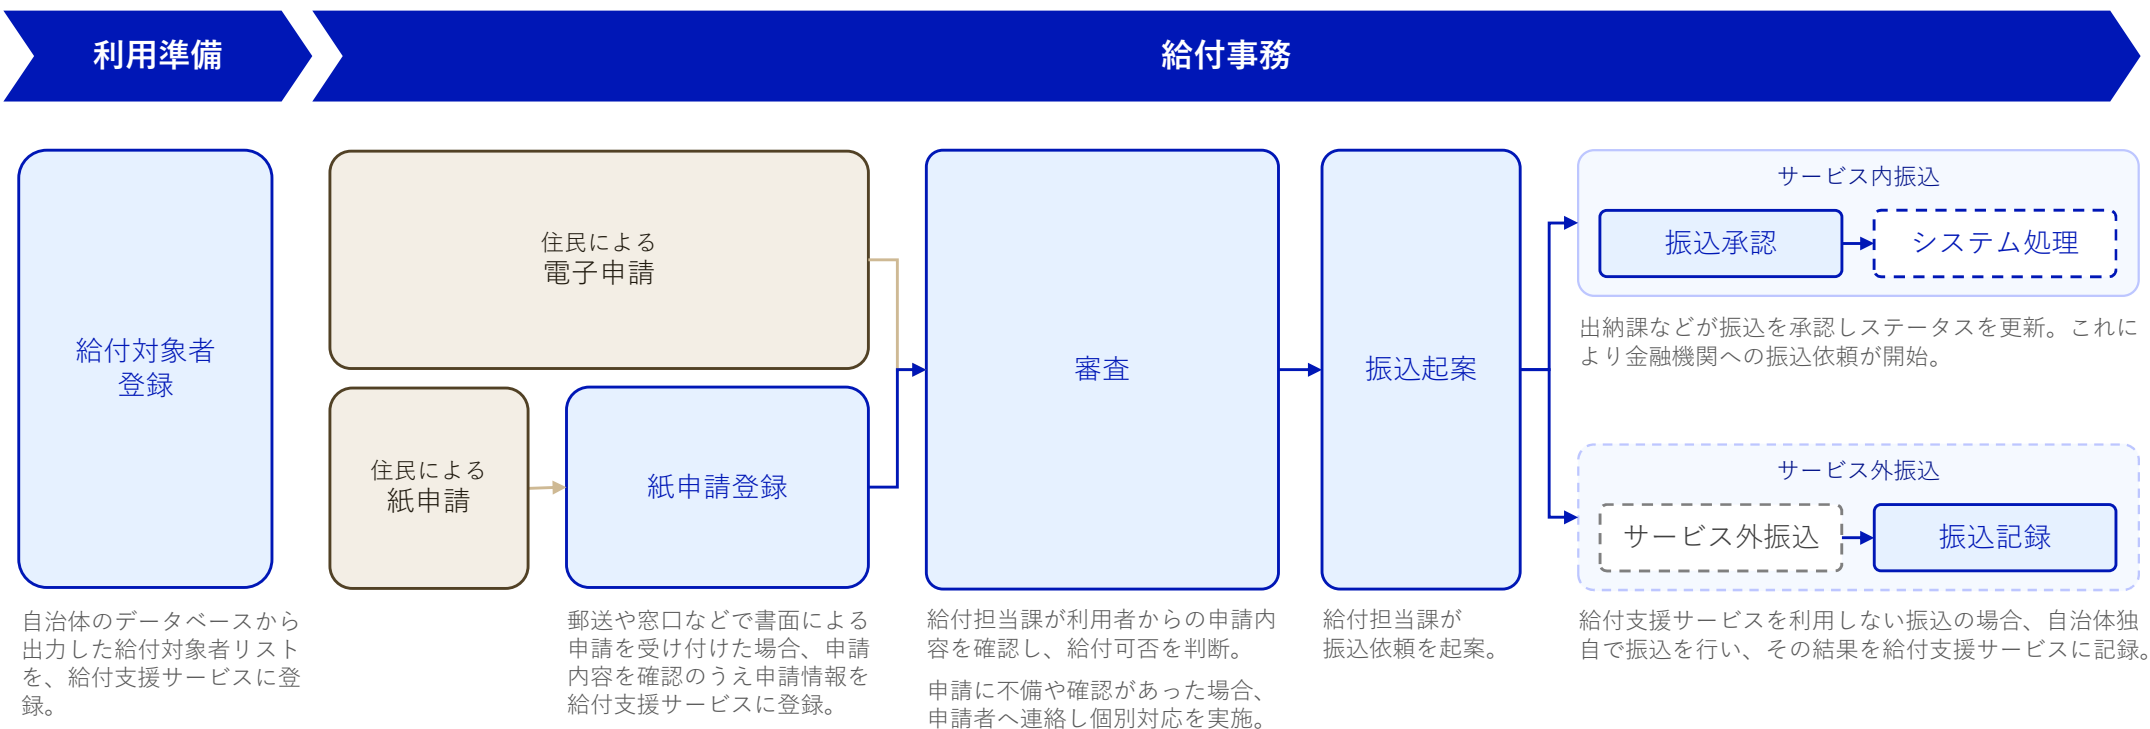 利用準備
給付事務
給付対象者
登録
自治体のデータベースから
出力した給付対象者リスト
を、給付支援サービスに登
録。
住民による
電子申請
住民による
紙申請
紙申請登録
郵送や窓口などで書面による
申請を受け付けた場合、申請
内容を確認のうえ申請情報を
給付支援サービスに登録。
審査
給付担当課が利用者からの申請内
容を確認し、給付可否を判断。
申請に不備や確認があった場合、
申請者へ連絡し個別対応を実施。
振込起案
給付担当課が
振込依頼を起案。
サービス内振込
振込承認
システム処理
出納課などが振込を承認しステータスを更新。これに
より金融機関への振込依頼が開始。
サービス外振込
サービス外振込
振込記録
給付支援サービスを利用しない振込の場合、自治体独
自で振込を行い、その結果を給付支援サービスに記録。